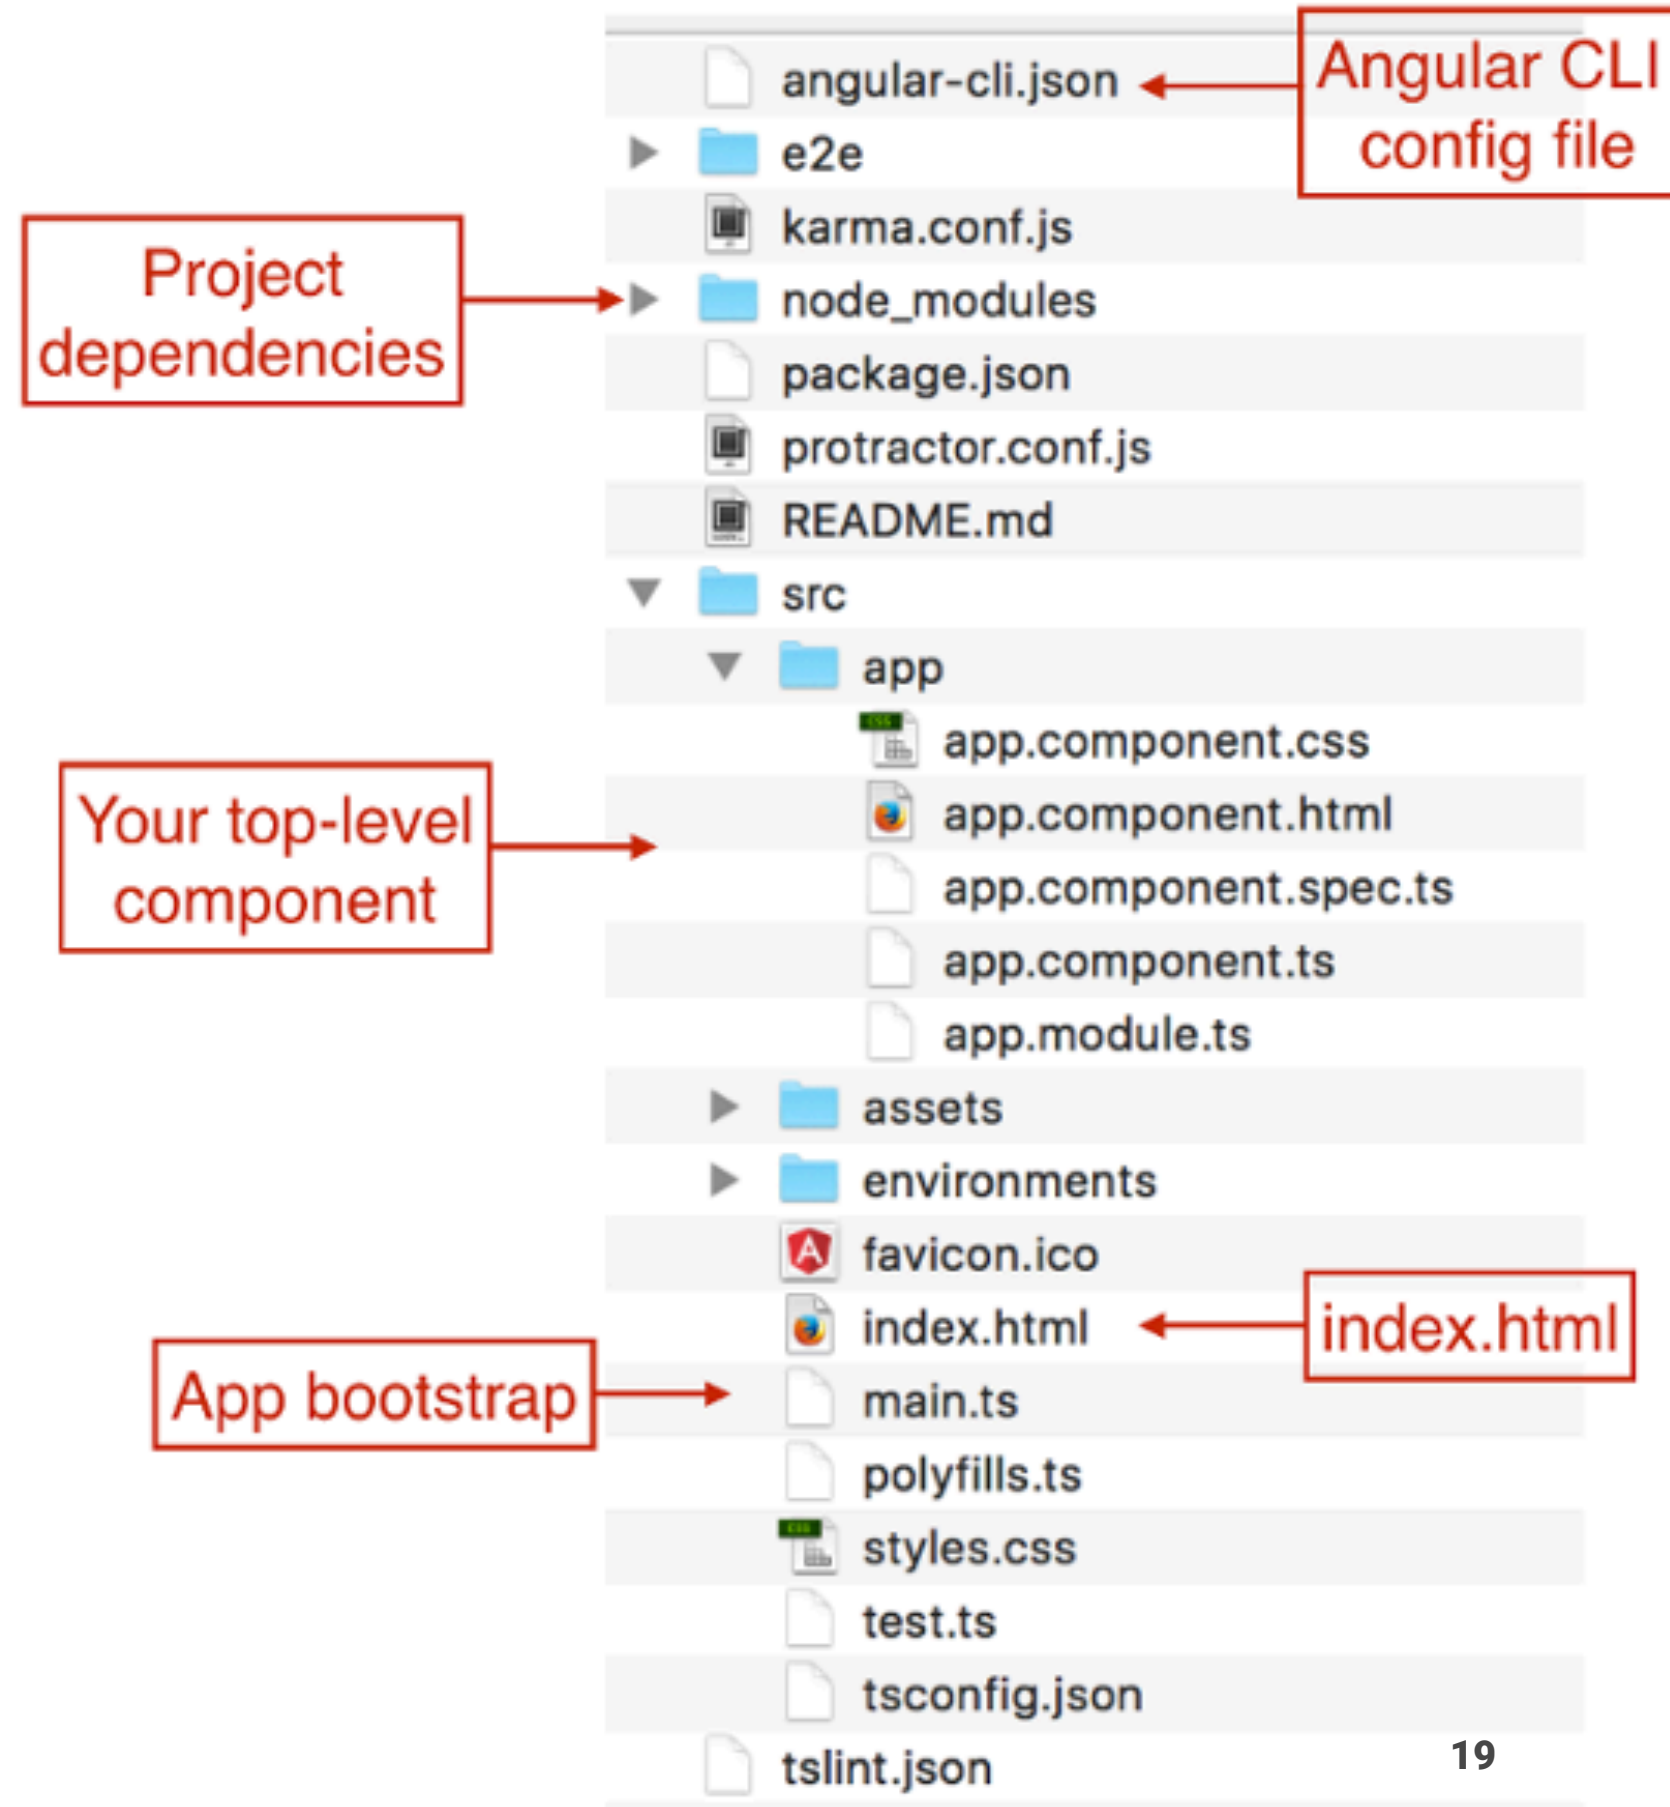 angular-cli.json
Angular CLI
config file
e2e
karma.conf.js
Project
dependencies
node_modules
package.json
protractor.conf.js
README.md
src
app
app.component.css
Your top-level
component
app.component.html
app.component.spec.ts
app.component.ts
app.module.ts
assets
environments
favicon.ico
index.html
index.html
App bootstrap
main.ts
polyfills.ts
styles.css
test.ts
tsconfig.json
tslint.json
19